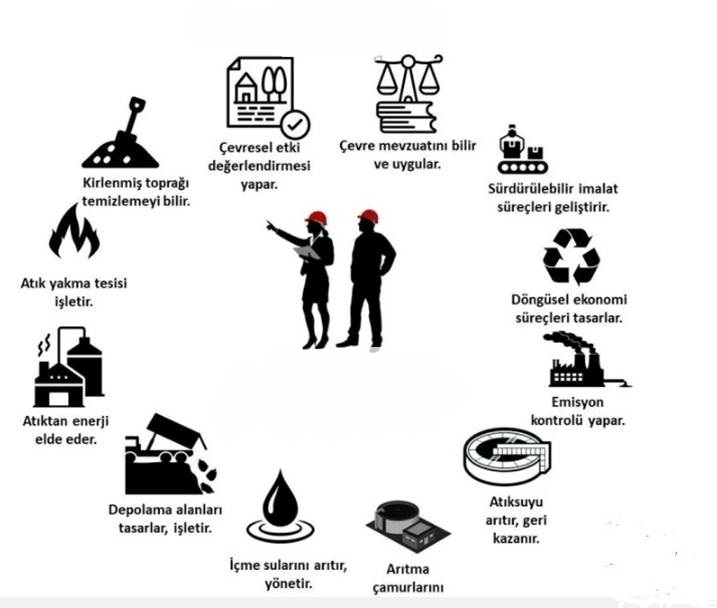 Çevresel etki
değerlendirmesi
yapar.
Çevre mevzuatını bilir
ve uygular.
Sürdürülebilir imalat
süreçleri geliştirir.
Döngüsel ekonomi
süreçleri tasarlar.
Emisyon
kontrolü yapar.
Atıksuyu
arıtır, geri
kazanır.
Arıtma
çamurlarını
İçme sularını arıtır,
yönetir.
Depolama alanları
tasarlar, işletir.
Atıktan enerji
elde eder.
Atık yakma tesisi
işletir.
Kirlenmiş toprağı
temizlemeyi bilir.